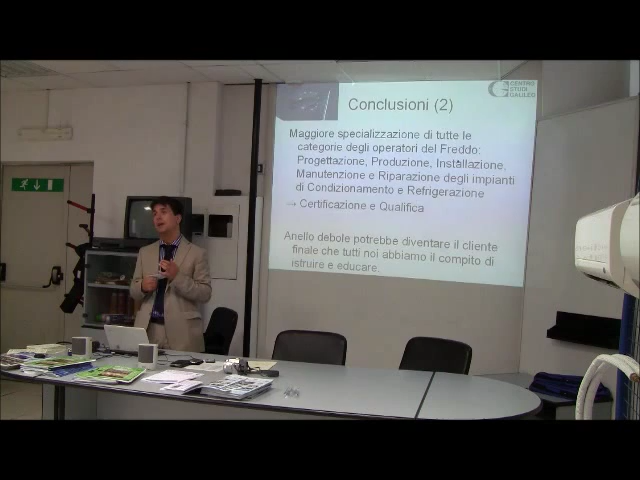 CENTRO
STUDI
GALILEO
Conclusioni (2)
Maggiore specializzazione di tutte le
categorie degli operatori del Freddo:
Progettazione, Produzione, Installazione,
Manutenzione e Riparazione degli impianti
di Condizionamento e Refrigerazione
→ Certificazione e Qualifica
Anello debole potrebbe diventare il cliente
finale che tutti noi abbiamo il compito di
istruire e educare.